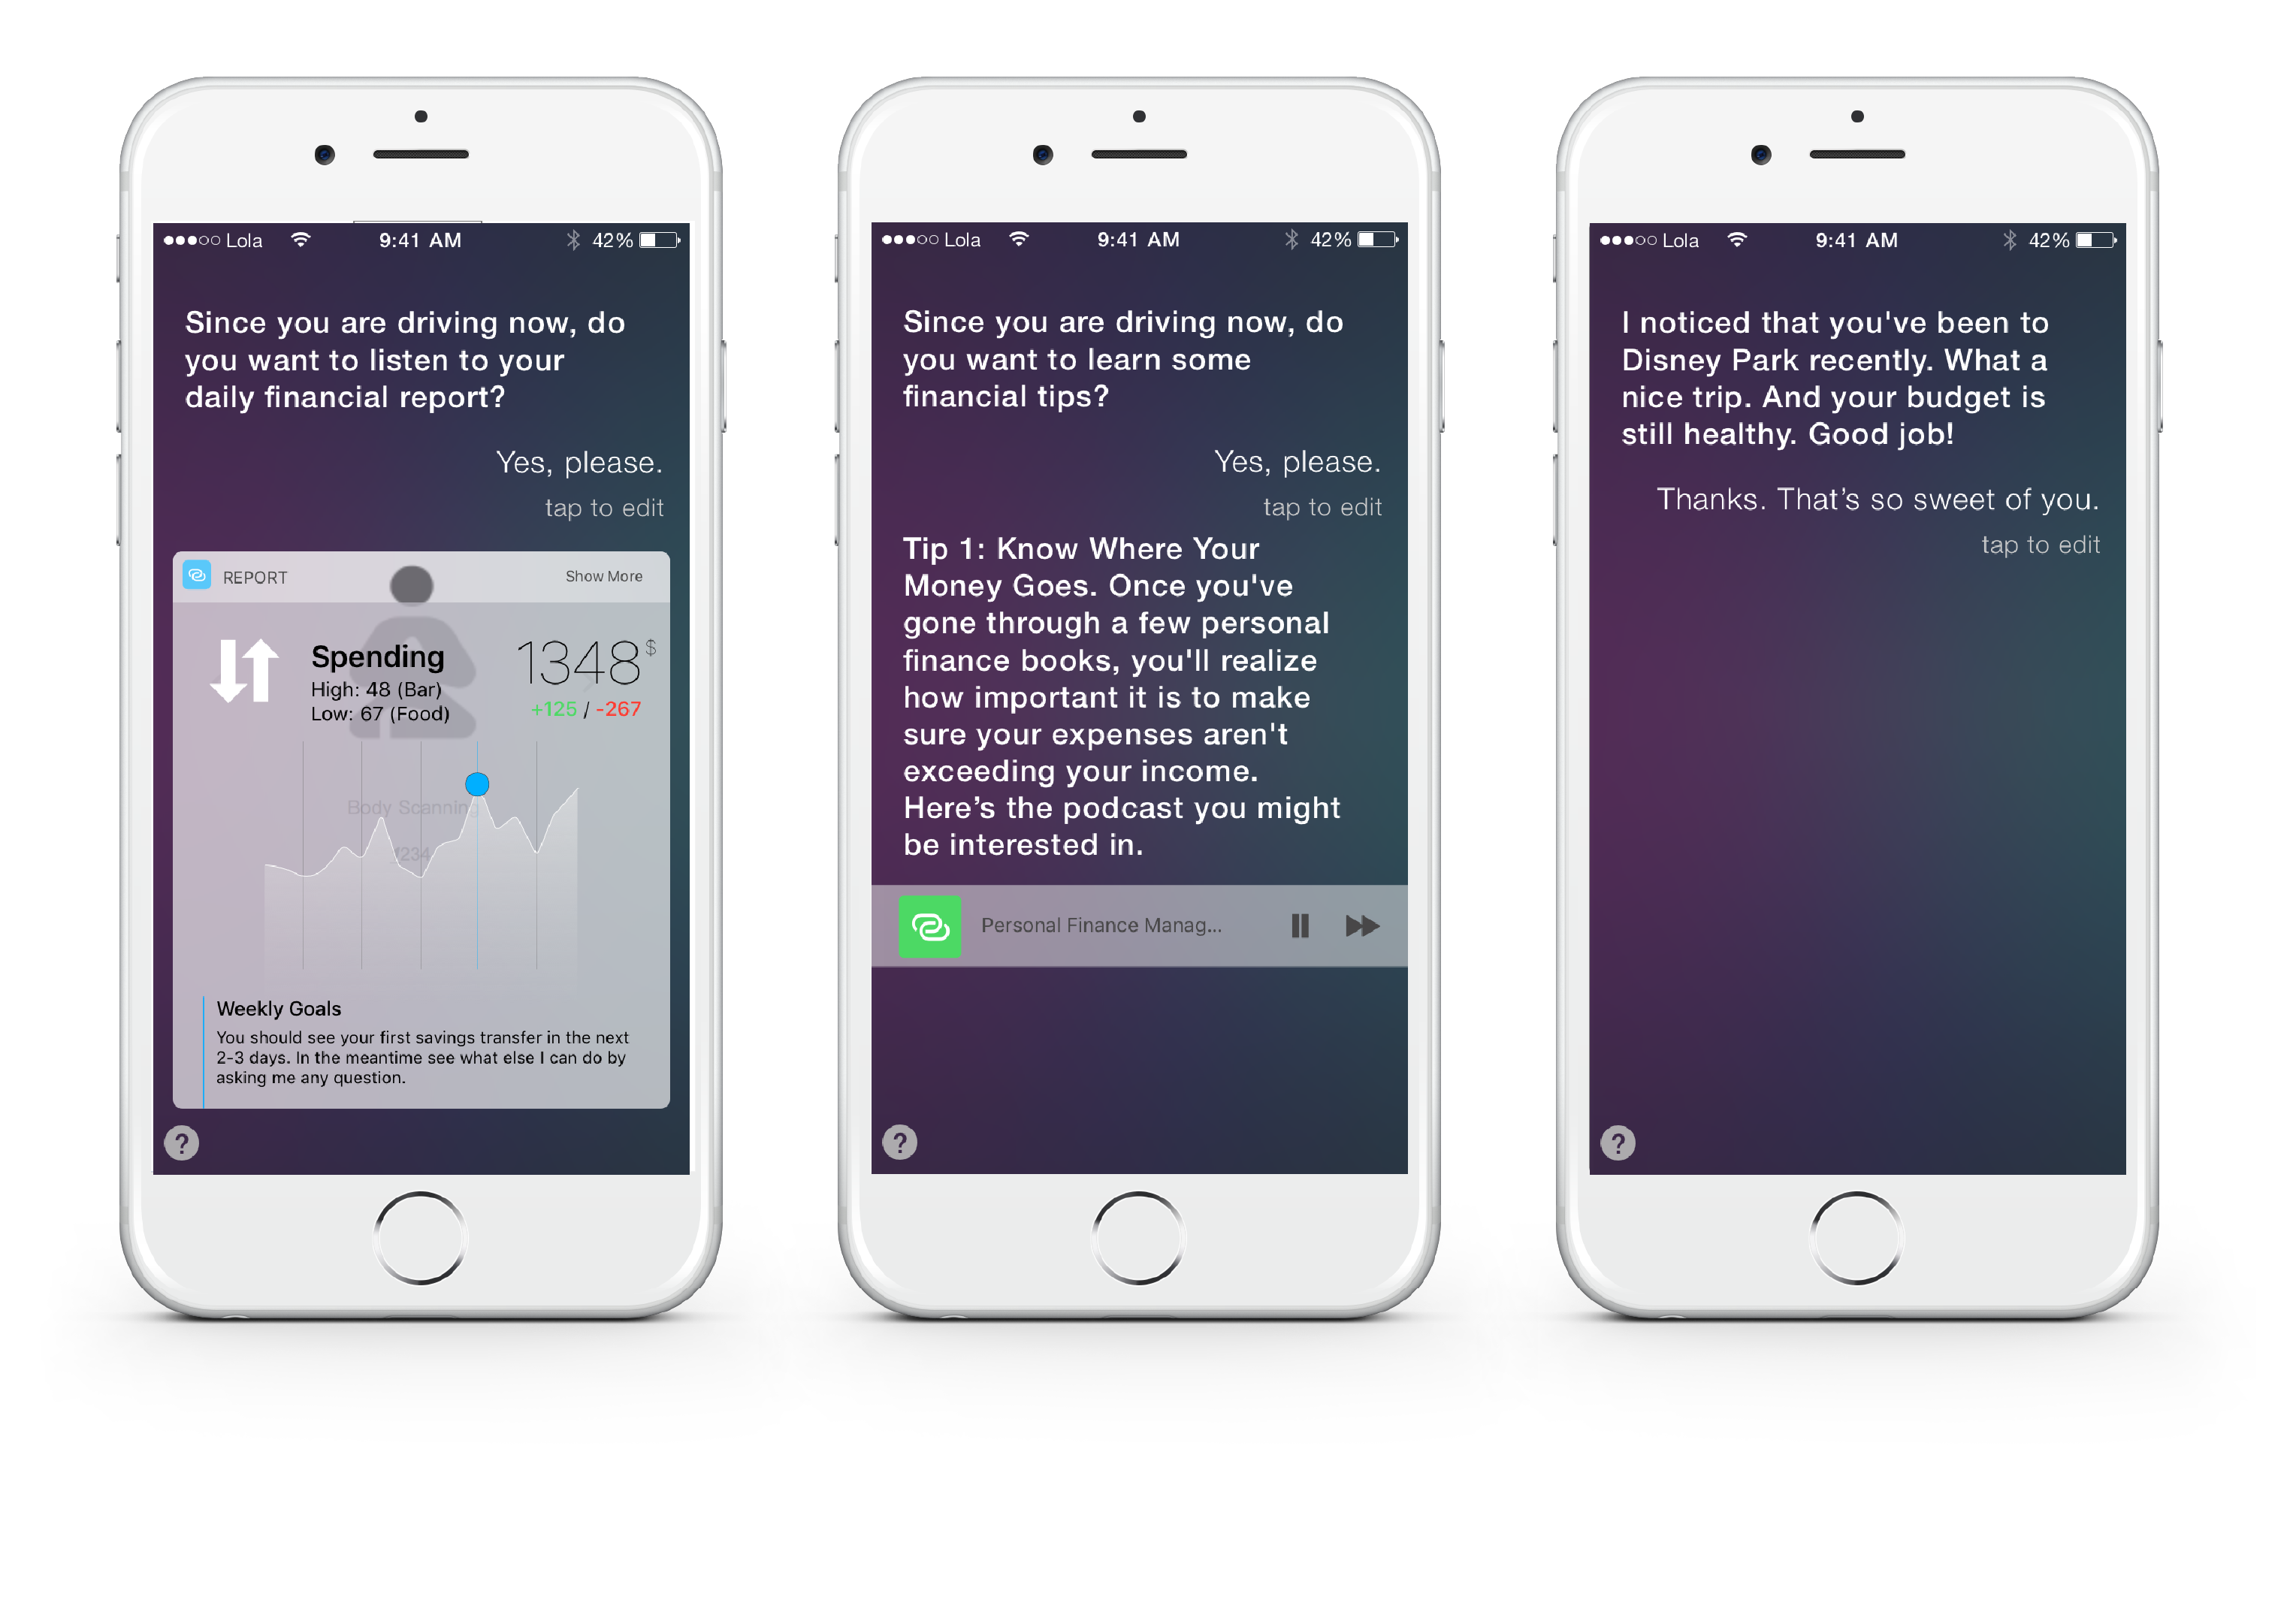 Lola 9:41 AM 42%
Since you are driving now, do
you want to listen to your
daily financial report?
Yes, please.
tap to edit
REPORT Show More
Spending 1348$
High: 48 (Bar)
Low: 67 (Food) +125 / -267
Body Scanning
1234
Weekly Goals
You should see your first savings transfer in the next
2-3 days. In the meantime see what else I can do by
asking me any question.
?
Lola 9:41 AM 42%
Since you are driving now, do
you want to learn some
financial tips?
Yes, please.
tap to edit
Tip 1: Know Where Your
Money Goes. Once you've
gone through a few personal
finance books, you'll realize
how important it is to make
sure your expenses aren't
exceeding your income.
Here’s the podcast you might
be interested in.
Personal Finance Manag...
?
Lola 9:41 AM 42%
I noticed that you've been to
Disney Park recently. What a
nice trip. And your budget is
still healthy. Good job!
Thanks. That’s so sweet of you.
tap to edit
?